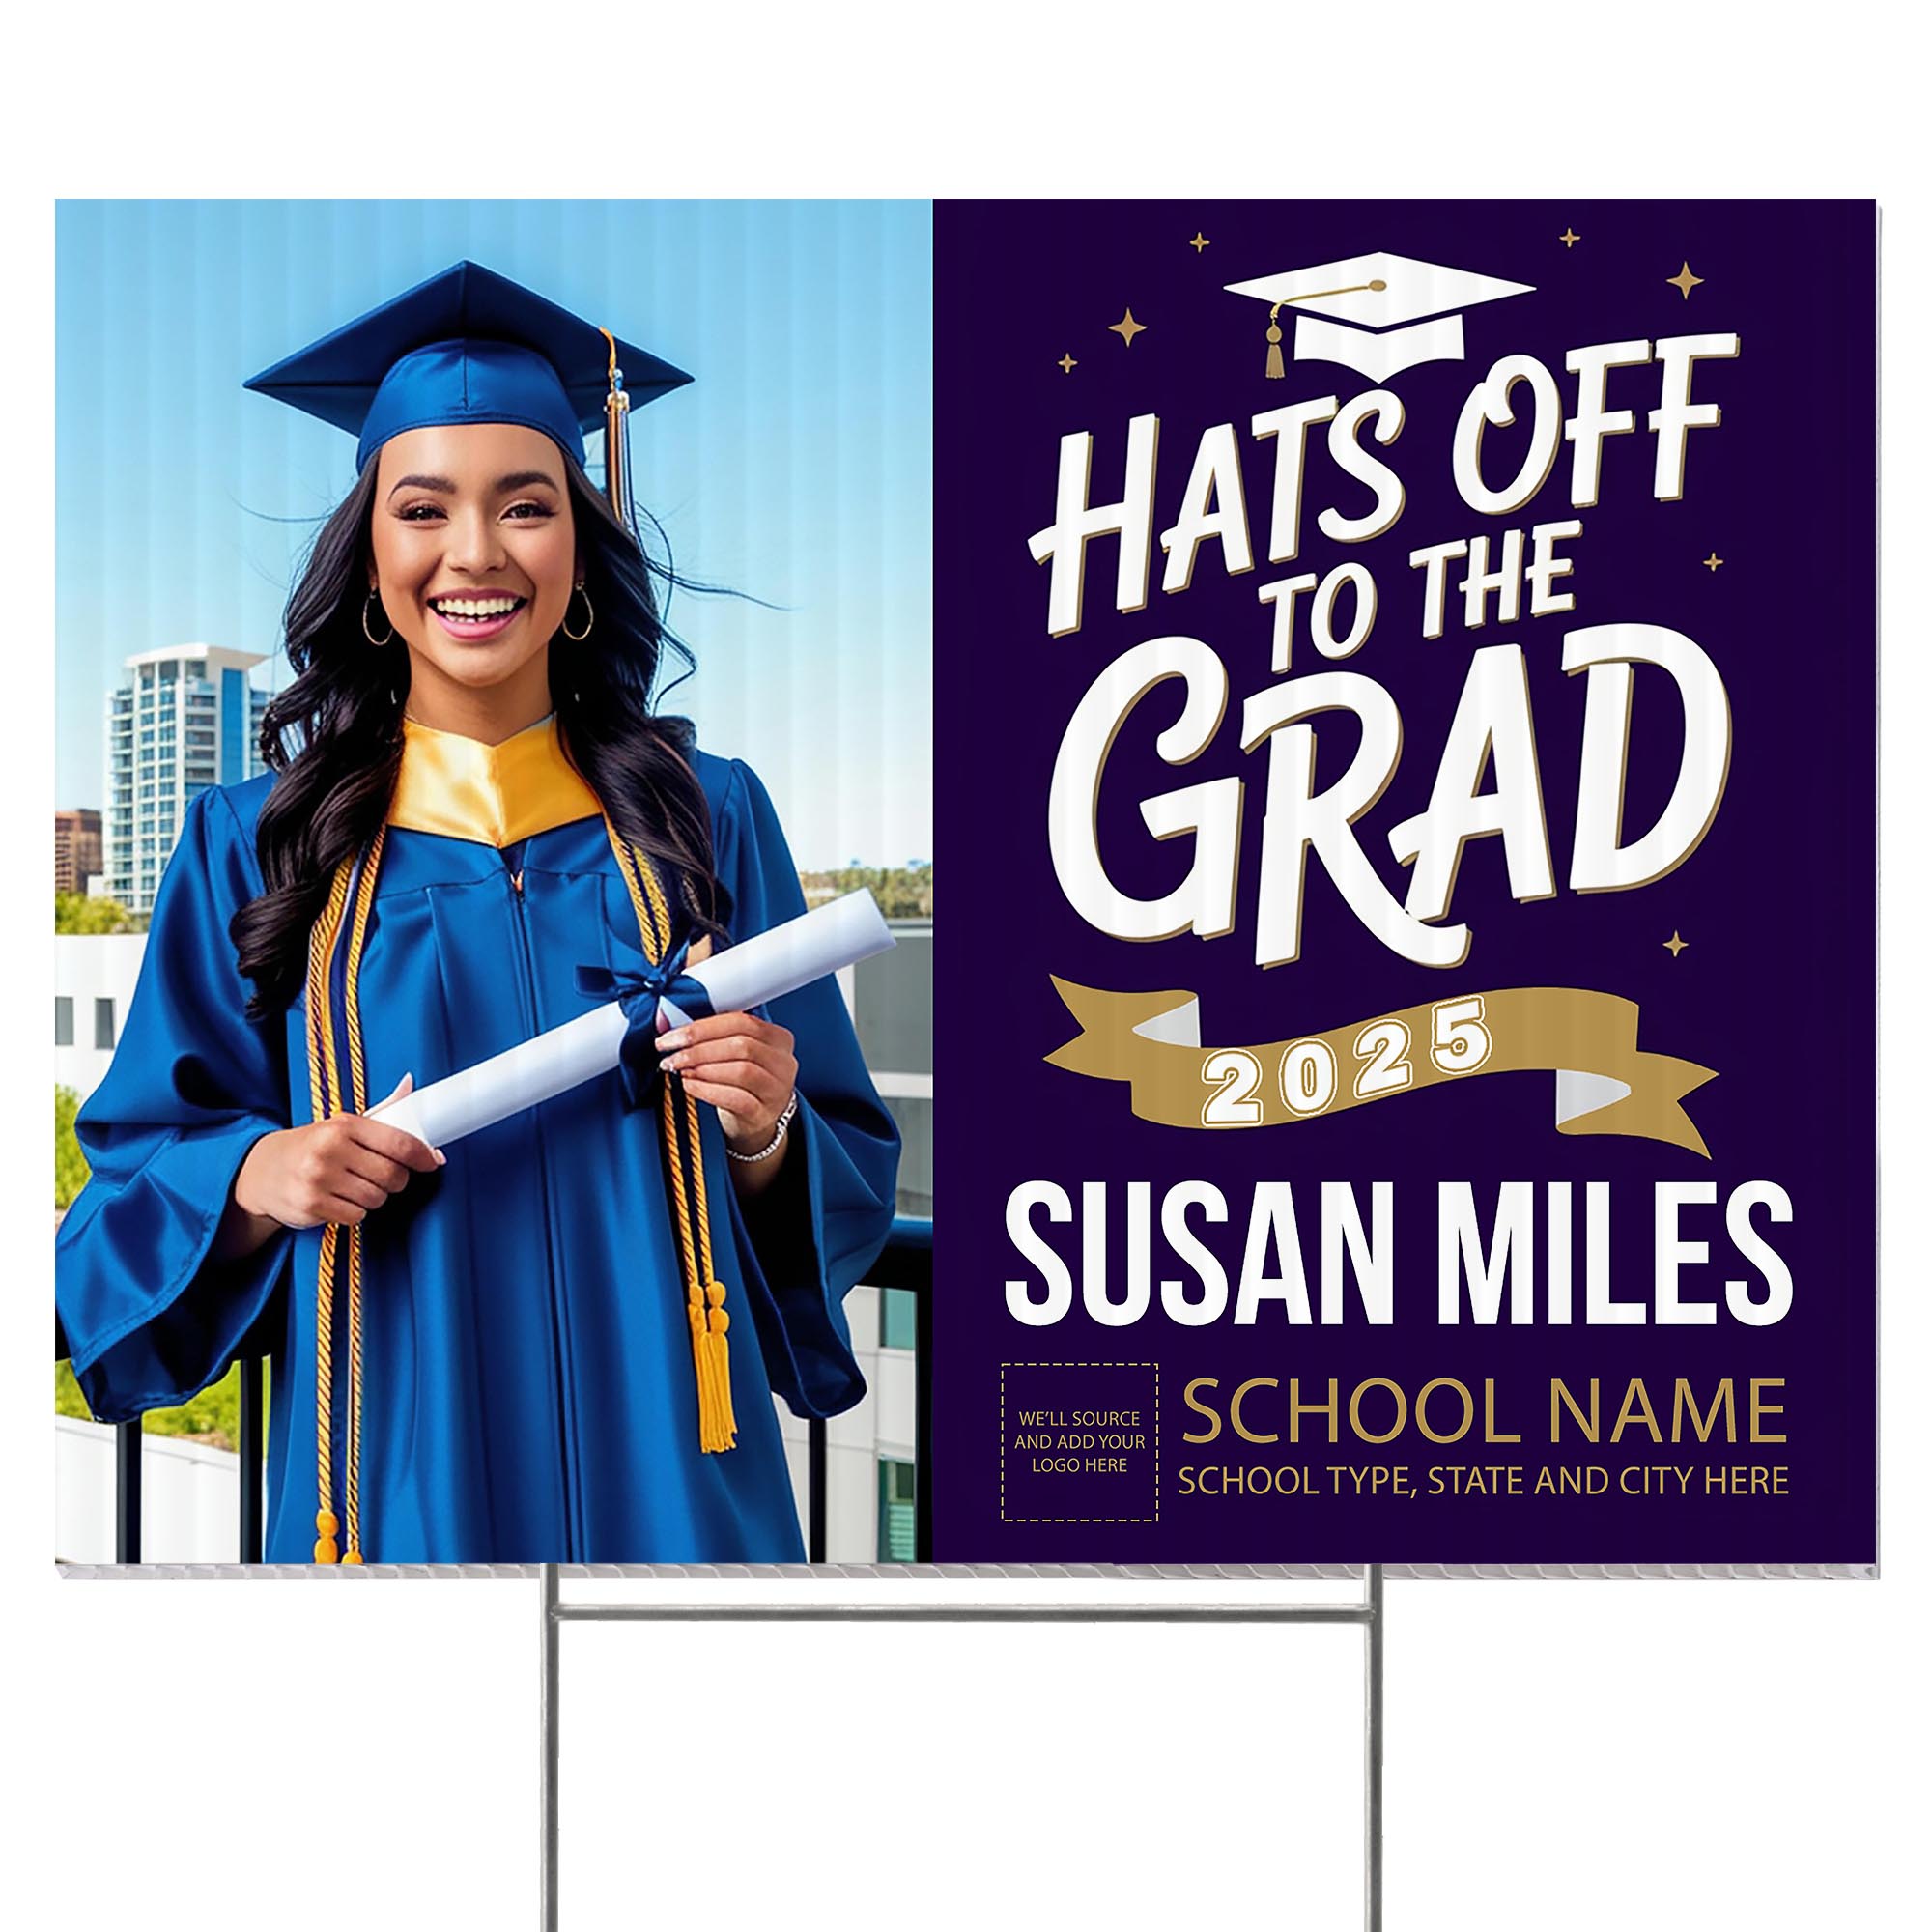 HATS OFF
TO THE
GRAD
2025
SUSAN MILES
WE'LL SOURCE
AND ADD YOUR
LOGO HERE
SCHOOL NAME
SCHOOL TYPE, STATE AND CITY HERE